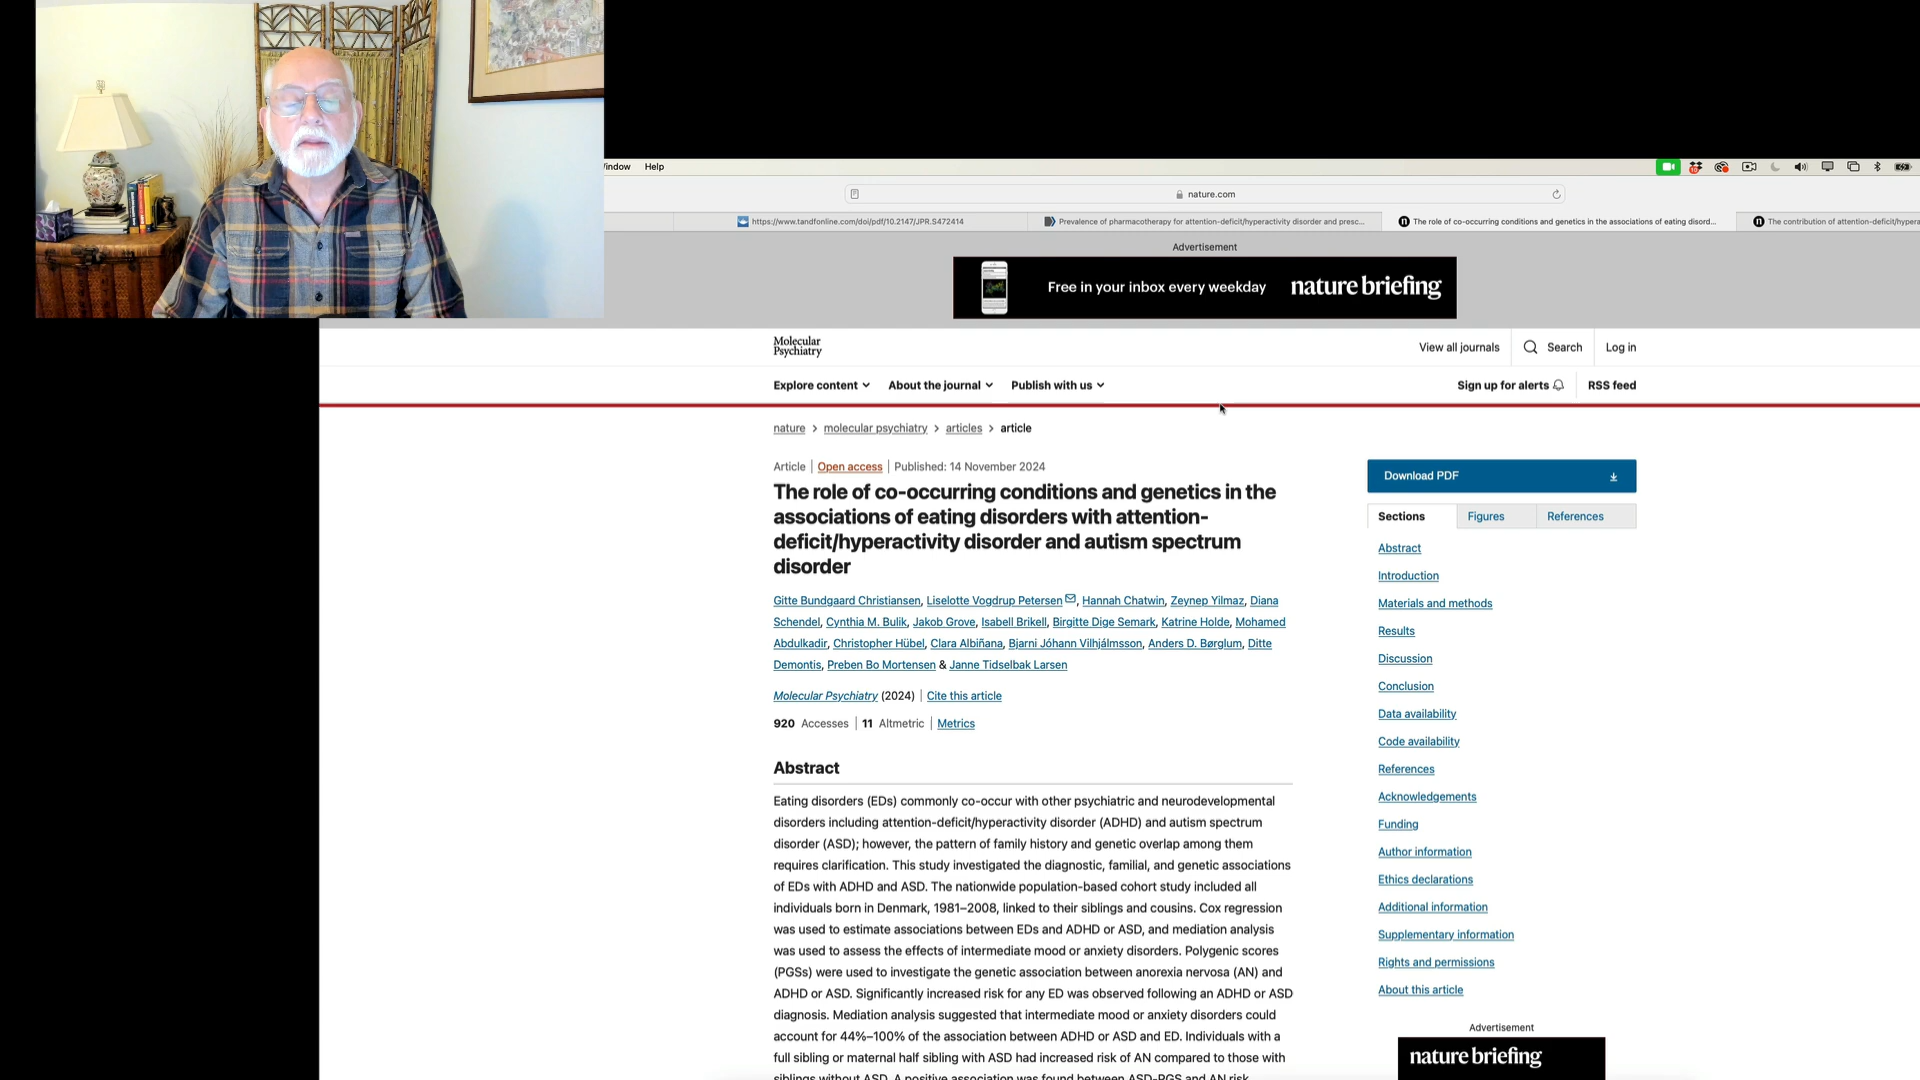 Window Help
nature.com
https://www.tandfonline.com/doi/pdf/10.2147/JPR.S472414
Prevalence of pharmacotherapy for attention-deficit/hyperactivity disorder and presc...
The role of co-occurring conditions and genetics in the associations of eating disord...
The contribution of attention-deficit/hypera
Advertisement
Free in your inbox every weekday nature briefing
Molecular
Psychiatry
View all journals Search Log in
Explore content About the journal Publish with us
Sign up for alerts RSS feed
nature > molecular psychiatry > articles > article
Article | Open access | Published: 14 November 2024
The role of co-occurring conditions and genetics in the
associations of eating disorders with attention-
deficit/hyperactivity disorder and autism spectrum
disorder
Gitte Bundgaard Christiansen, Liselotte Vogdrup Petersen, Hannah Chatwin, Zeynep Yilmaz, Diana
Schendel, Cynthia M. Bulik, Jakob Grove, Isabell Brikell, Birgitte Dige Semark, Katrine Holde, Mohamed
Abdulkadir, Christopher Hübel, Clara Albiñana, Bjarni Jóhann Vilhjálmsson, Anders D. Børglum, Ditte
Demontis, Preben Bo Mortensen & Janne Tidselbak Larsen
Molecular Psychiatry (2024) | Cite this article
920 Accesses | 11 Altmetric | Metrics
Abstract
Eating disorders (EDs) commonly co-occur with other psychiatric and neurodevelopmental
disorders including attention-deficit/hyperactivity disorder (ADHD) and autism spectrum
disorder (ASD); however, the pattern of family history and genetic overlap among them
requires clarification. This study investigated the diagnostic, familial, and genetic associations
of EDs with ADHD and ASD. The nationwide population-based cohort study included all
individuals born in Denmark, 1981–2008, linked to their siblings and cousins. Cox regression
was used to estimate associations between EDs and ADHD or ASD, and mediation analysis
was used to assess the effects of intermediate mood or anxiety disorders. Polygenic scores
(PGSs) were used to investigate the genetic association between anorexia nervosa (AN) and
ADHD or ASD. Significantly increased risk for any ED was observed following an ADHD or ASD
diagnosis. Mediation analysis suggested that intermediate mood or anxiety disorders could
account for 44%–100% of the association between ADHD or ASD and ED. Individuals with a
full sibling or maternal half sibling with ASD had increased risk of AN compared to those with
siblings without ASD. A positive association was found between ASD-PGS and AN risk
Download PDF
Sections Figures References
Abstract
Introduction
Materials and methods
Results
Discussion
Conclusion
Data availability
Code availability
References
Acknowledgements
Funding
Author information
Ethics declarations
Additional information
Supplementary information
Rights and permissions
About this article
Advertisement
nature briefing